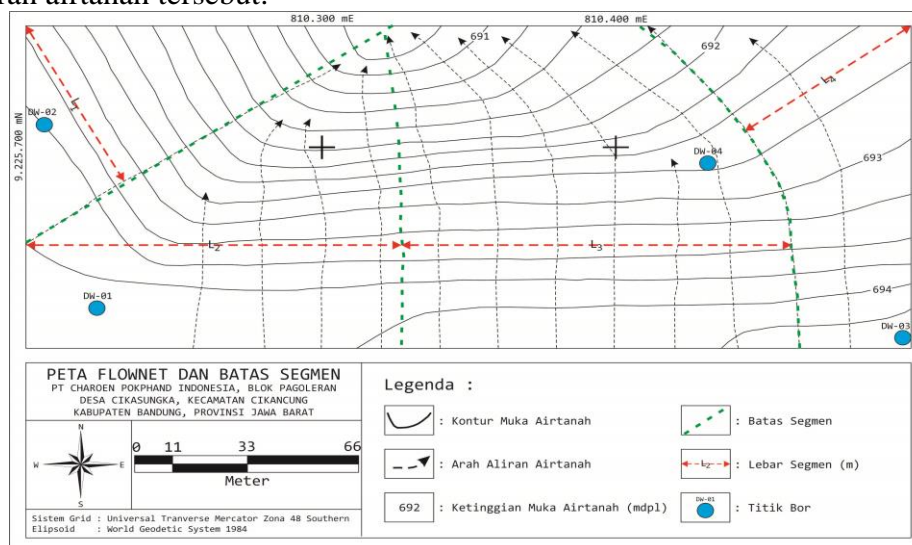 ran airtanah tersebut.
810.300 mE
810.400 mE
9.225.700 mN
691
692
693
694
DW-02
DW-04
DW-01
DW-03
L₂
L₃
L₄
PETA FLOWNET DAN BATAS SEGMEN
PT CHAROEN POKPHAND INDONESIA, BLOK PAGOLERAN
DESA CIKASUNGKA, KECAMATAN CIKANCUNG
KABUPATEN BANDUNG, PROVINSI JAWA BARAT
N
W
E
S
0 11 33 66
Meter
Sistem Grid : Universal Tranverse Mercator Zona 48 Southern
Elipsoid : World Geodetic System 1984
Legenda :
: Kontur Muka Airtanah
: Arah Aliran Airtanah
692 : Ketinggian Muka Airtanah (mdpl)
: Batas Segmen
L₂ : Lebar Segmen (m)
DW-01 : Titik Bor